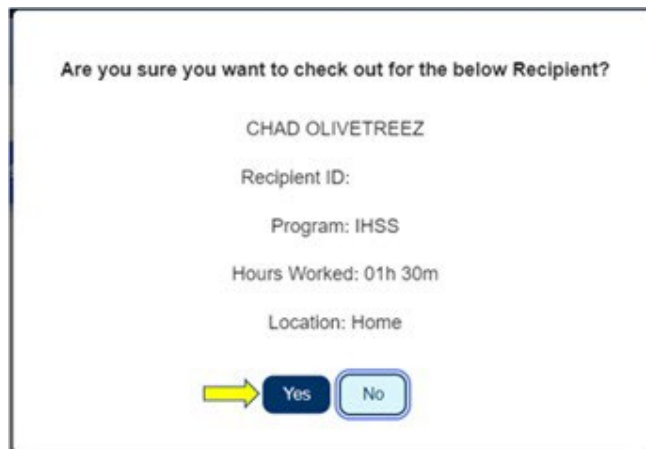 Are you sure you want to check out for the below Recipient?
CHAD OLIVETREEZ
Recipient ID:
Program: IHSS
Hours Worked: 01h 30m
Location: Home
Yes No